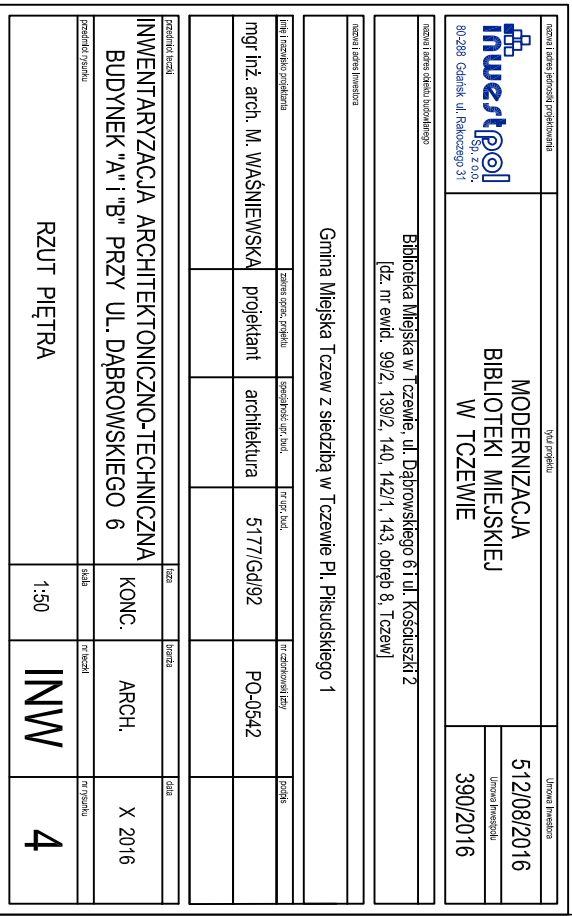 nazwa i adres jednostki projektowania
inwestpol
Sp. z o.o.
80-288 Gdańsk ul. Rakoczego 31
tytuł projektu
MODERNIZACJA
BIBLIOTEKI MIEJSKIEJ
W TCZEWIE
Umowa Inwestora
512/08/2016
Umowa Inwestpolu
390/2016
nazwa i adres obiektu budowlanego
Biblioteka Miejska w Tczewie, ul. Dąbrowskiego 6 i ul. Kościuszki 2
[dz. nr ewid. 99/2, 139/2, 140, 142/1, 143, obręb 8, Tczew]
nazwa i adres Inwestora
Gmina Miejska Tczew z siedzibą w Tczewie Pl. Piłsudskiego 1
imię i nazwisko projektanta
zakres oprac. projektu
specjalność upr. bud.
nr upr. bud.
nr członkowski izby
podpis
mgr inż. arch. M. WAŚNIEWSKA
projektant
architektura
5177/Gd/92
PO-0542
przedmiot teczki
INWENTARYZACJA ARCHITEKTONICZNO-TECHNICZNA
BUDYNEK "A" i "B" PRZY UL. DĄBROWSKIEGO 6
faza
KONC.
branża
ARCH.
data
X 2016
przedmiot rysunku
RZUT PIĘTRA
skala
1:50
nr teczki
INW
nr rysunku
4